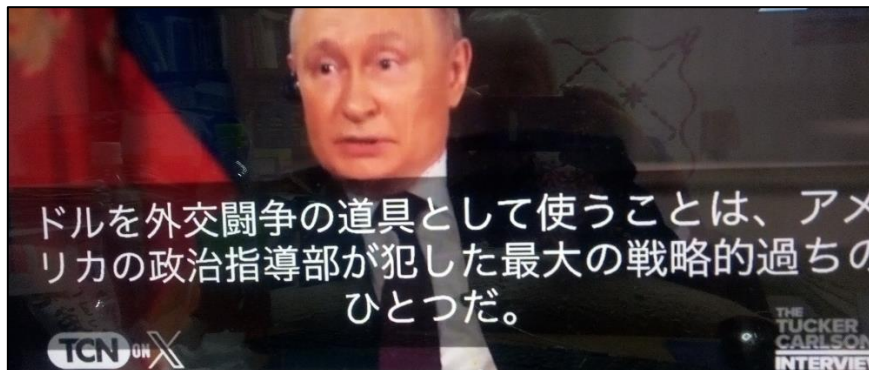 ドルを外交闘争の道具として使うことは、アメ
リカの政治指導部が犯した最大の戦略的過ちの
ひとつだ。
TCN ON X
THE
TUCKER
CARLSON
INTERVIEW